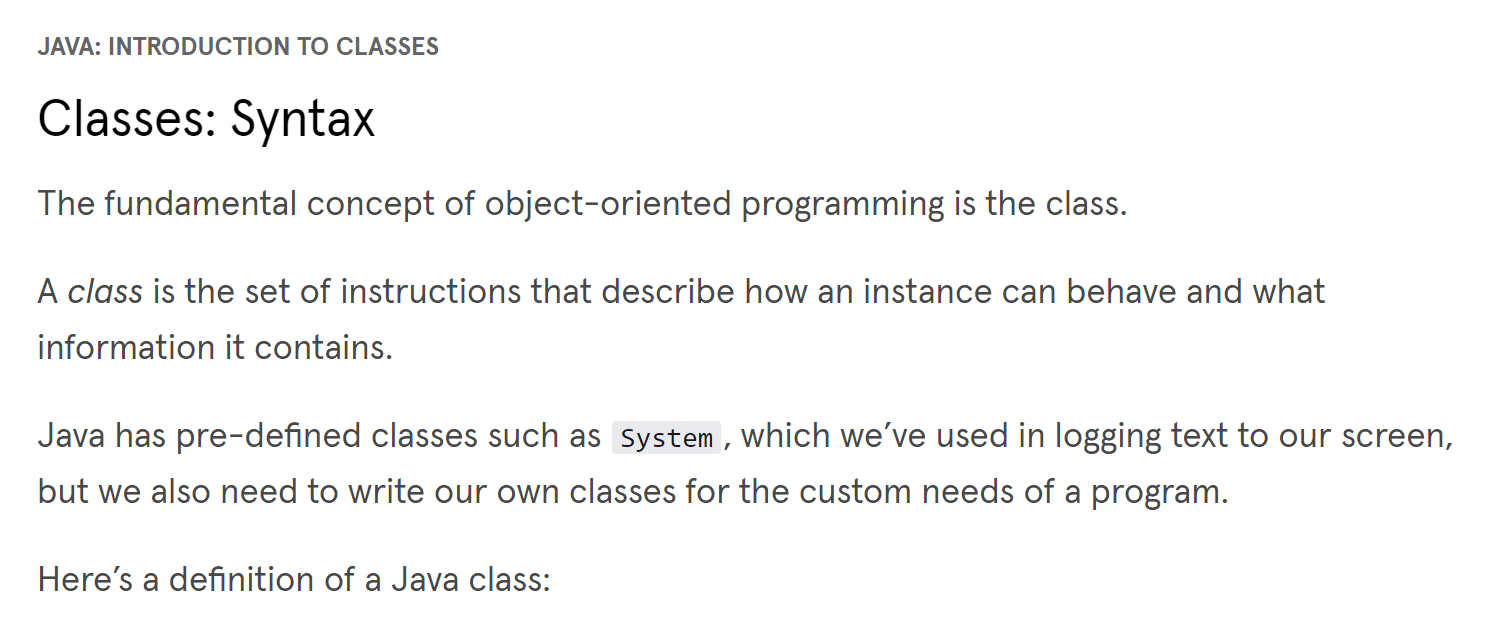 JAVA: INTRODUCTION TO CLASSES
Classes: Syntax
The fundamental concept of object-oriented programming is the class.
A class is the set of instructions that describe how an instance can behave and what
information it contains.
Java has pre-defined classes such as System, which we’ve used in logging text to our screen,
but we also need to write our own classes for the custom needs of a program.
Here’s a definition of a Java class: